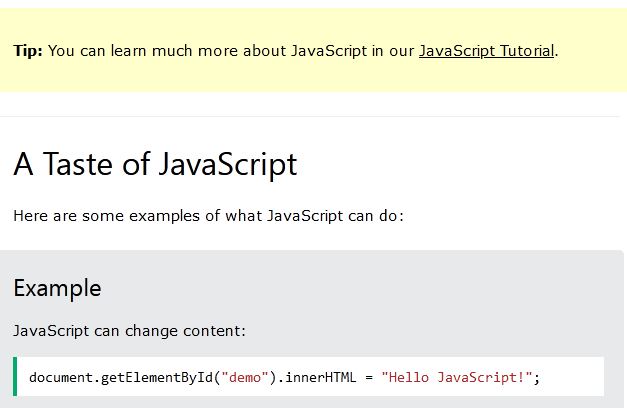 Tip: You can learn much more about JavaScript in our JavaScript Tutorial.
A Taste of JavaScript
Here are some examples of what JavaScript can do:
Example
JavaScript can change content:
document.getElementById("demo").innerHTML = "Hello JavaScript!";